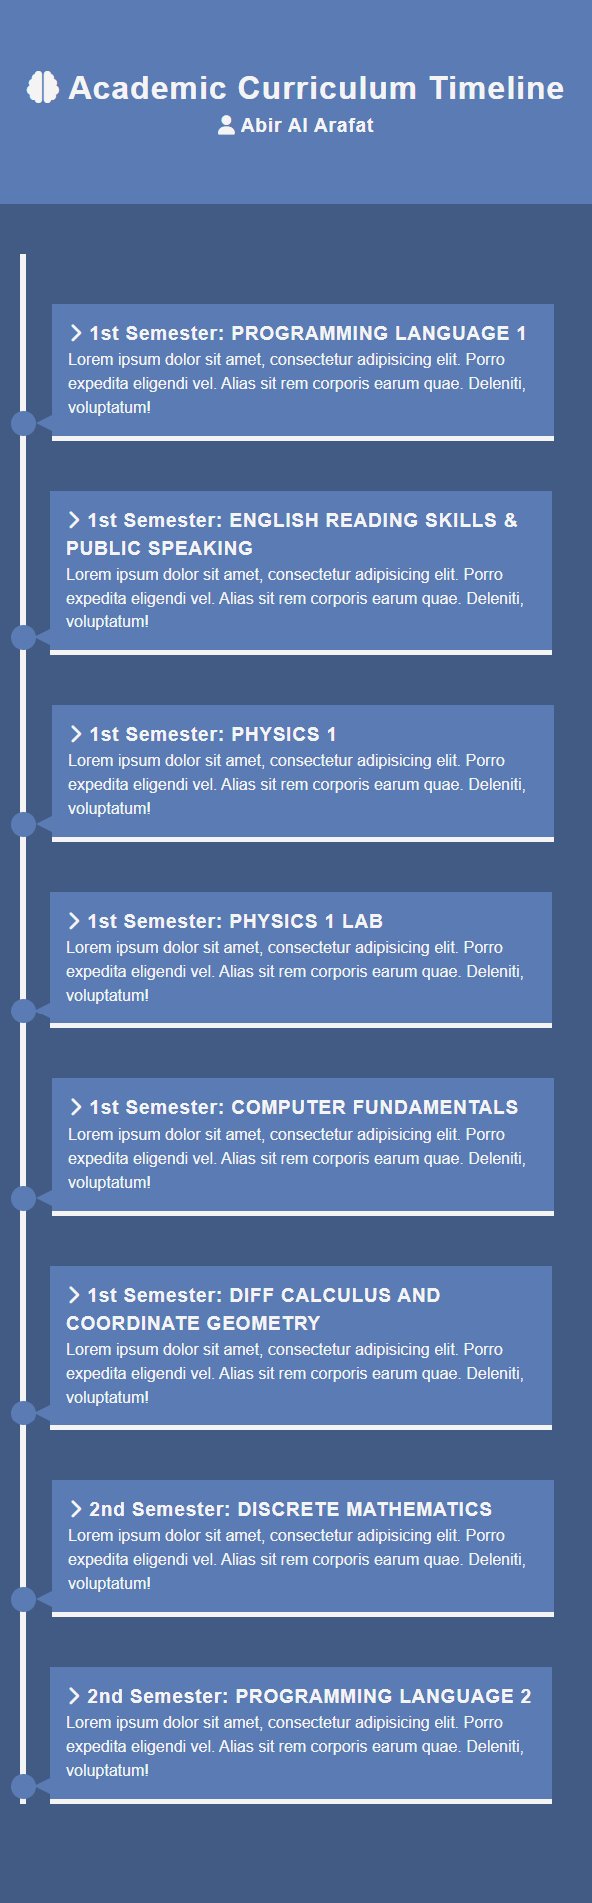 Academic Curriculum Timeline
Abir Al Arafat
1st Semester: PROGRAMMING LANGUAGE 1
Lorem ipsum dolor sit amet, consectetur adipisicing elit. Porro
expedita eligendi vel. Alias sit rem corporis earum quae. Deleniti,
voluptatum!
1st Semester: ENGLISH READING SKILLS &
PUBLIC SPEAKING
Lorem ipsum dolor sit amet, consectetur adipisicing elit. Porro
expedita eligendi vel. Alias sit rem corporis earum quae. Deleniti,
voluptatum!
1st Semester: PHYSICS 1
Lorem ipsum dolor sit amet, consectetur adipisicing elit. Porro
expedita eligendi vel. Alias sit rem corporis earum quae. Deleniti,
voluptatum!
1st Semester: PHYSICS 1 LAB
Lorem ipsum dolor sit amet, consectetur adipisicing elit. Porro
expedita eligendi vel. Alias sit rem corporis earum quae. Deleniti,
voluptatum!
1st Semester: COMPUTER FUNDAMENTALS
Lorem ipsum dolor sit amet, consectetur adipisicing elit. Porro
expedita eligendi vel. Alias sit rem corporis earum quae. Deleniti,
voluptatum!
1st Semester: DIFF CALCULUS AND
COORDINATE GEOMETRY
Lorem ipsum dolor sit amet, consectetur adipisicing elit. Porro
expedita eligendi vel. Alias sit rem corporis earum quae. Deleniti,
voluptatum!
2nd Semester: DISCRETE MATHEMATICS
Lorem ipsum dolor sit amet, consectetur adipisicing elit. Porro
expedita eligendi vel. Alias sit rem corporis earum quae. Deleniti,
voluptatum!
2nd Semester: PROGRAMMING LANGUAGE 2
Lorem ipsum dolor sit amet, consectetur adipisicing elit. Porro
expedita eligendi vel. Alias sit rem corporis earum quae. Deleniti,
voluptatum!